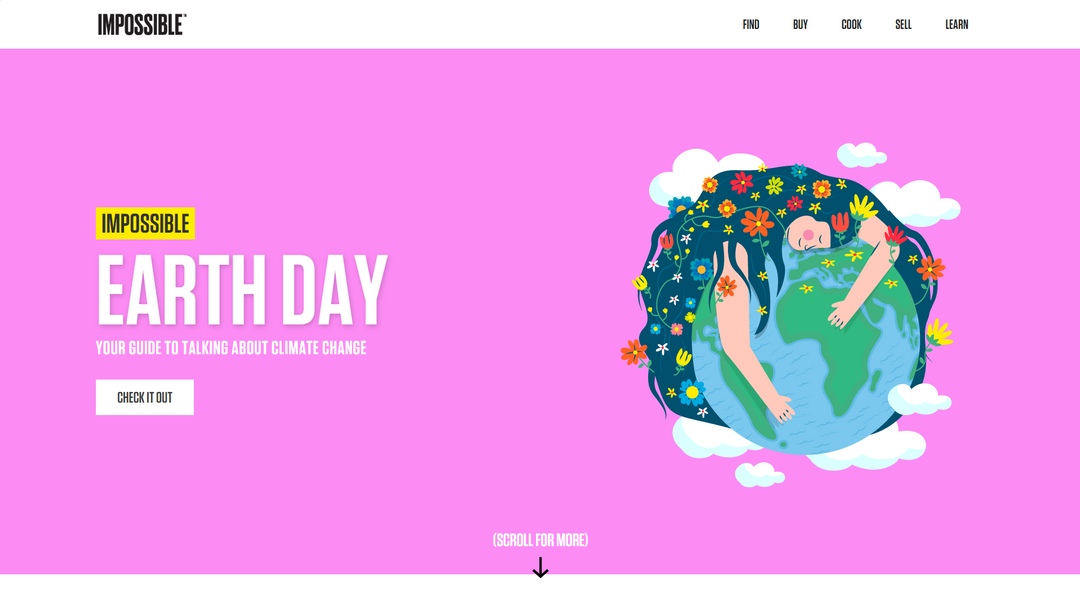 IMPOSSIBLE™
FIND BUY COOK SELL LEARN
IMPOSSIBLE
EARTH DAY
YOUR GUIDE TO TALKING ABOUT CLIMATE CHANGE
CHECK IT OUT
(SCROLL FOR MORE)